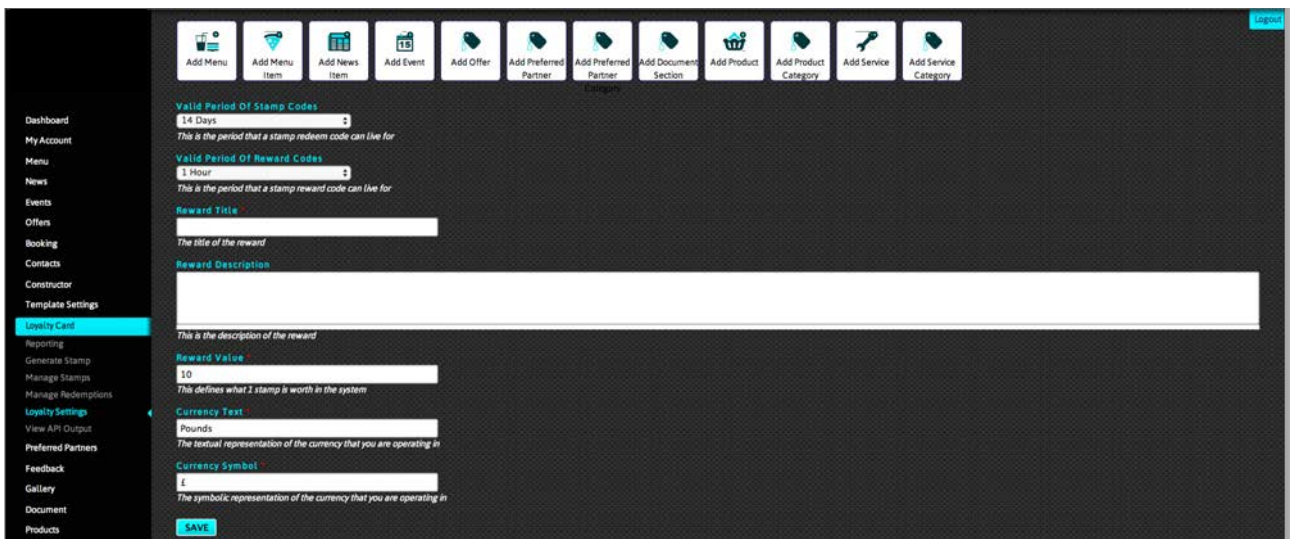 Logout
Add Menu
Add Menu
Item
Add News
Item
15
Add Event
Add Offer
Add Preferred
Partner
Add Preferred
Partner
Category
Add Document
Section
Add Product
Add Product
Category
Add Service
Add Service
Category
Dashboard
My Account
Menu
News
Events
Offers
Booking
Contacts
Constructor
Template Settings
Loyalty Card
Reporting
Generate Stamp
Manage Stamps
Manage Redemptions
Loyalty Settings
View API Output
Preferred Partners
Feedback
Gallery
Document
Products
Valid Period Of Stamp Codes
14 Days
This is the period that a stamp redeem code can live for
Valid Period Of Reward Codes
1 Hour
This is the period that a stamp reward code can live for
Reward Title *
The title of the reward
Reward Description
This is the description of the reward
Reward Value *
10
This defines what 1 stamp is worth in the system
Currency Text *
Pounds
The textual representation of the currency that you are operating in
Currency Symbol *
£
The symbolic representation of the currency that you are operating in
SAVE